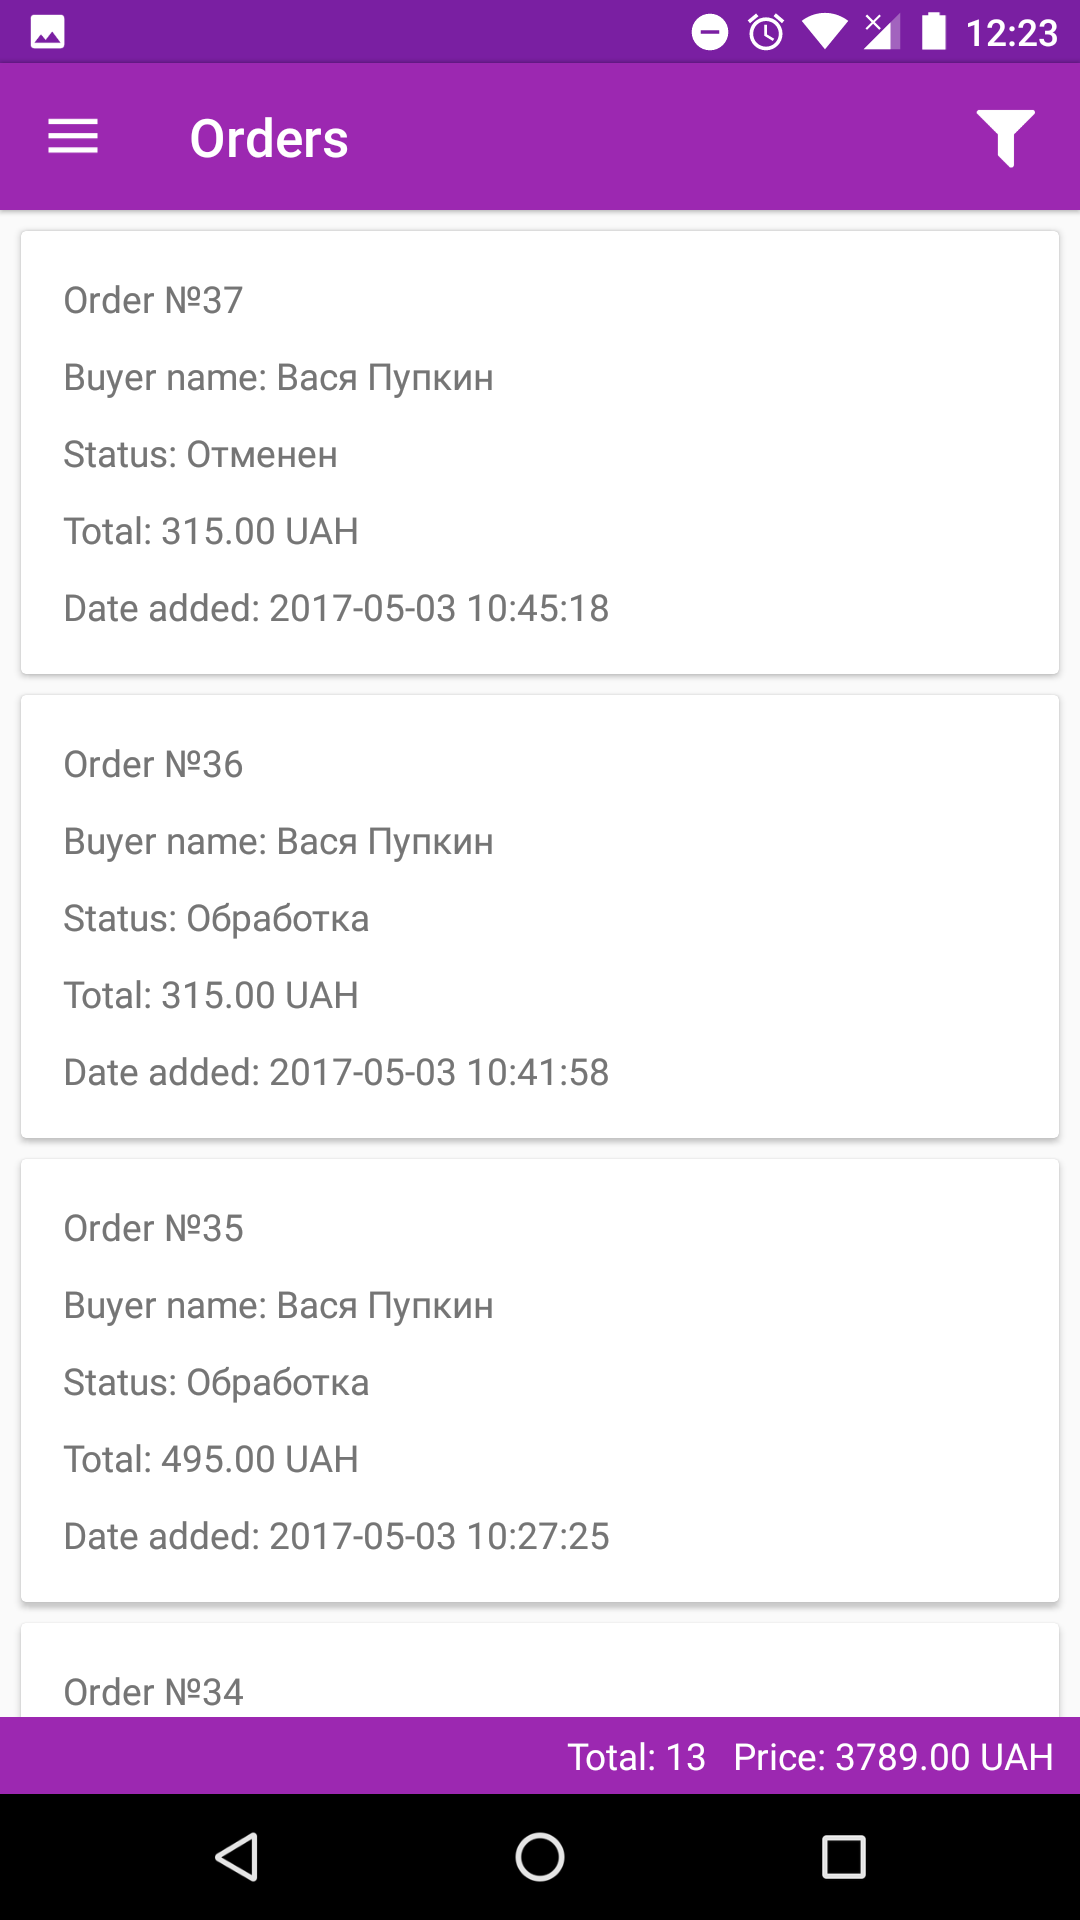 12:23
Orders
Order №37
Buyer name: Вася Пупкин
Status: Отменен
Total: 315.00 UAH
Date added: 2017-05-03 10:45:18
Order №36
Buyer name: Вася Пупкин
Status: Обработка
Total: 315.00 UAH
Date added: 2017-05-03 10:41:58
Order №35
Buyer name: Вася Пупкин
Status: Обработка
Total: 495.00 UAH
Date added: 2017-05-03 10:27:25
Order №34
Total: 13 Price: 3789.00 UAH